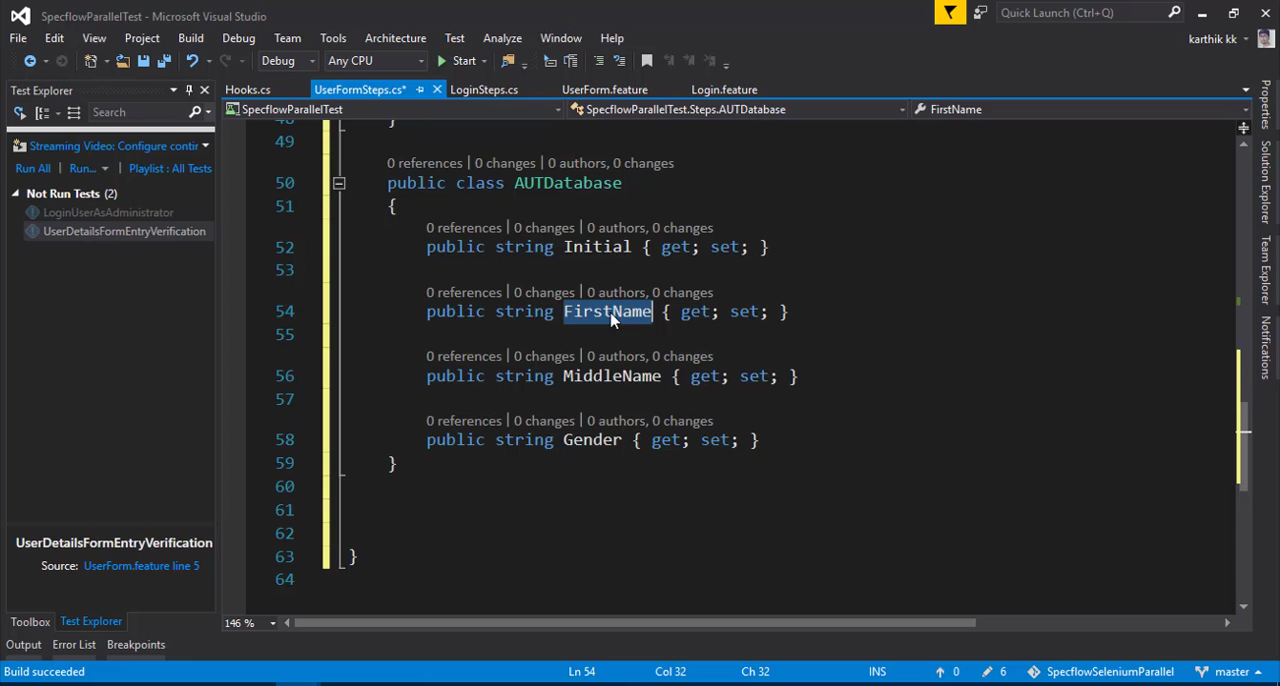 SpecflowParallelTest - Microsoft Visual Studio
Quick Launch (Ctrl+Q)
File Edit View Project Build Debug Team Tools Architecture Test Analyze Window Help
karthik kk
Debug Any CPU Start
Test Explorer
Hooks.cs UserFormSteps.cs* LoginSteps.cs UserForm.feature Login.feature
SpecflowParallelTest SpecflowParallelTest.Steps.AUTDatabase FirstName
Search
Streaming Video: Configure contir
Run All | Run... | Playlist : All Tests
Not Run Tests (2)
LoginUserAsAdministrator
UserDetailsFormEntryVerification
48 }
49
0 references | 0 changes | 0 authors, 0 changes
50 public class AUTDatabase
51 {
0 references | 0 changes | 0 authors, 0 changes
52 public string Initial { get; set; }
53
0 references | 0 changes | 0 authors, 0 changes
54 public string FirstName { get; set; }
55
0 references | 0 changes | 0 authors, 0 changes
56 public string MiddleName { get; set; }
57
0 references | 0 changes | 0 authors, 0 changes
58 public string Gender { get; set; }
59 }
60
61
62
63 }
64
UserDetailsFormEntryVerification
Source: UserForm.feature line 5
Properties
Solution Explorer
Team Explorer
Notifications
Toolbox Test Explorer
146 %
Output Error List Breakpoints
Build succeeded Ln 54 Col 32 Ch 32 INS 0 6 SpecflowSeleniumParallel master